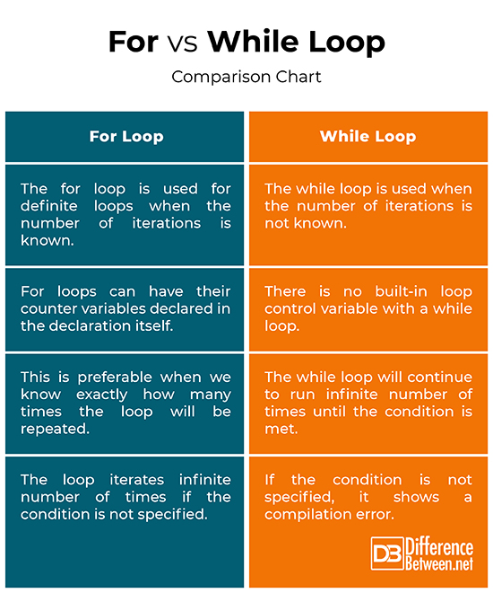 For vs While Loop
Comparison Chart
For Loop
While Loop
The for loop is used for
definite loops when the
number of iterations is
known.
The while loop is used when
the number of iterations is
not known.
For loops can have their
counter variables declared in
the declaration itself.
There is no built-in loop
control variable with a while
loop.
This is preferable when we
know exactly how many
times the loop will be
repeated.
The while loop will continue
to run infinite number of
times until the condition is
met.
The loop iterates infinite
number of times if the
condition is not specified.
If the condition is not
specified, it shows a
compilation error.
DB Difference
Between.net